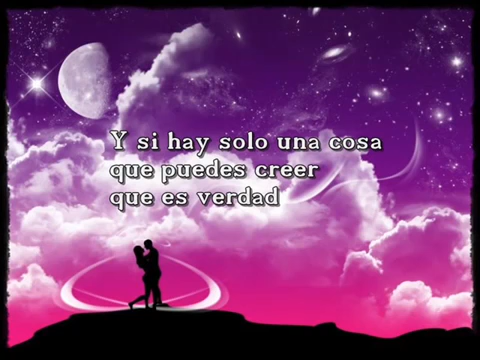 Y si hay solo una cosa
que puedes creer
que es verdad